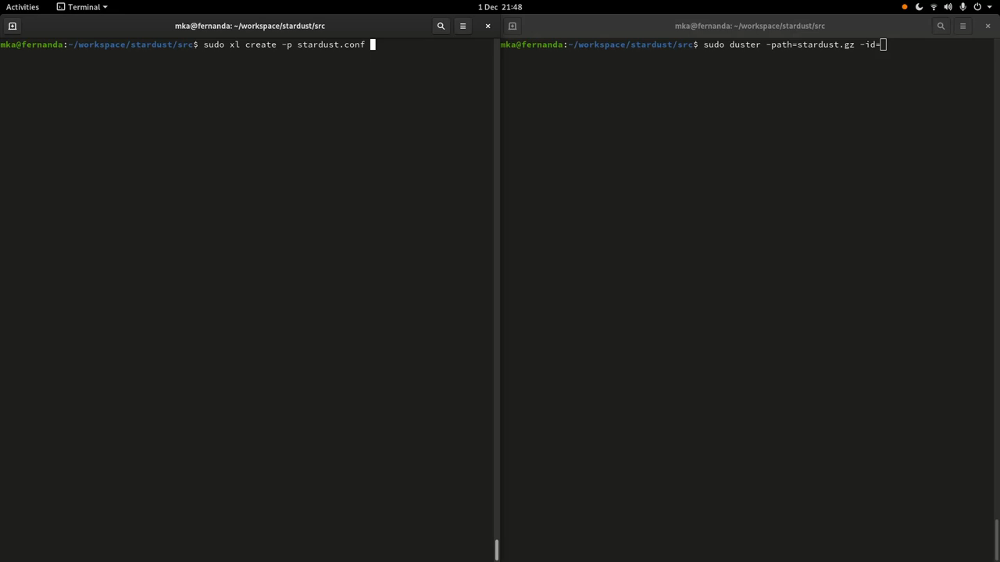 Activities
Terminal
1 Dec 21:48
mka@fernanda: ~/workspace/stardust/src
mka@fernanda:~/workspace/stardust/src$ sudo xl create -p stardust.conf
mka@fernanda: ~/workspace/stardust/src
mka@fernanda:~/workspace/stardust/src$ sudo duster -path=stardust.gz -id=